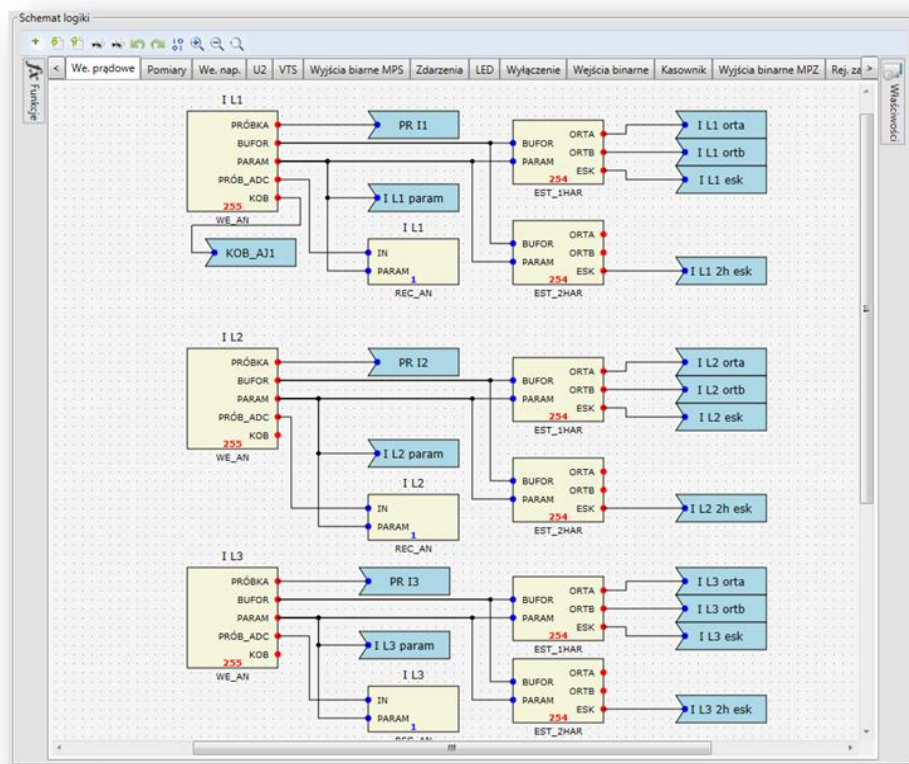 Schemat logiki
fx Funkcje
Właściwości
< We. prądowe Pomiary We. nap. U2 VTS Wyjścia biarne MPS Zdarzenia LED Wyłączenie Wejścia binarne Kasownik Wyjścia binarne MPZ Rej. za >
I L1
PRÓBKA
BUFOR
PARAM
PRÓB_ADC
KOB
255
WE_AN
PR I1
I L1 param
KOB_AJ1
I L1
IN
PARAM
1
REC_AN
BUFOR
PARAM
ORTA
ORTB
ESK
254
EST_1HAR
I L1 orta
I L1 ortb
I L1 esk
BUFOR
PARAM
ORTA
ORTB
ESK
254
EST_2HAR
I L1 2h esk
I L2
PRÓBKA
BUFOR
PARAM
PRÓB_ADC
KOB
255
WE_AN
PR I2
I L2 param
I L2
IN
PARAM
1
REC_AN
BUFOR
PARAM
ORTA
ORTB
ESK
254
EST_1HAR
I L2 orta
I L2 ortb
I L2 esk
BUFOR
PARAM
ORTA
ORTB
ESK
254
EST_2HAR
I L2 2h esk
I L3
PRÓBKA
BUFOR
PARAM
PRÓB_ADC
KOB
255
WE_AN
PR I3
I L3 param
I L3
IN
PARAM
1
REC_AN
BUFOR
PARAM
ORTA
ORTB
ESK
254
EST_1HAR
I L3 orta
I L3 ortb
I L3 esk
BUFOR
PARAM
ORTA
ORTB
ESK
254
EST_2HAR
I L3 2h esk